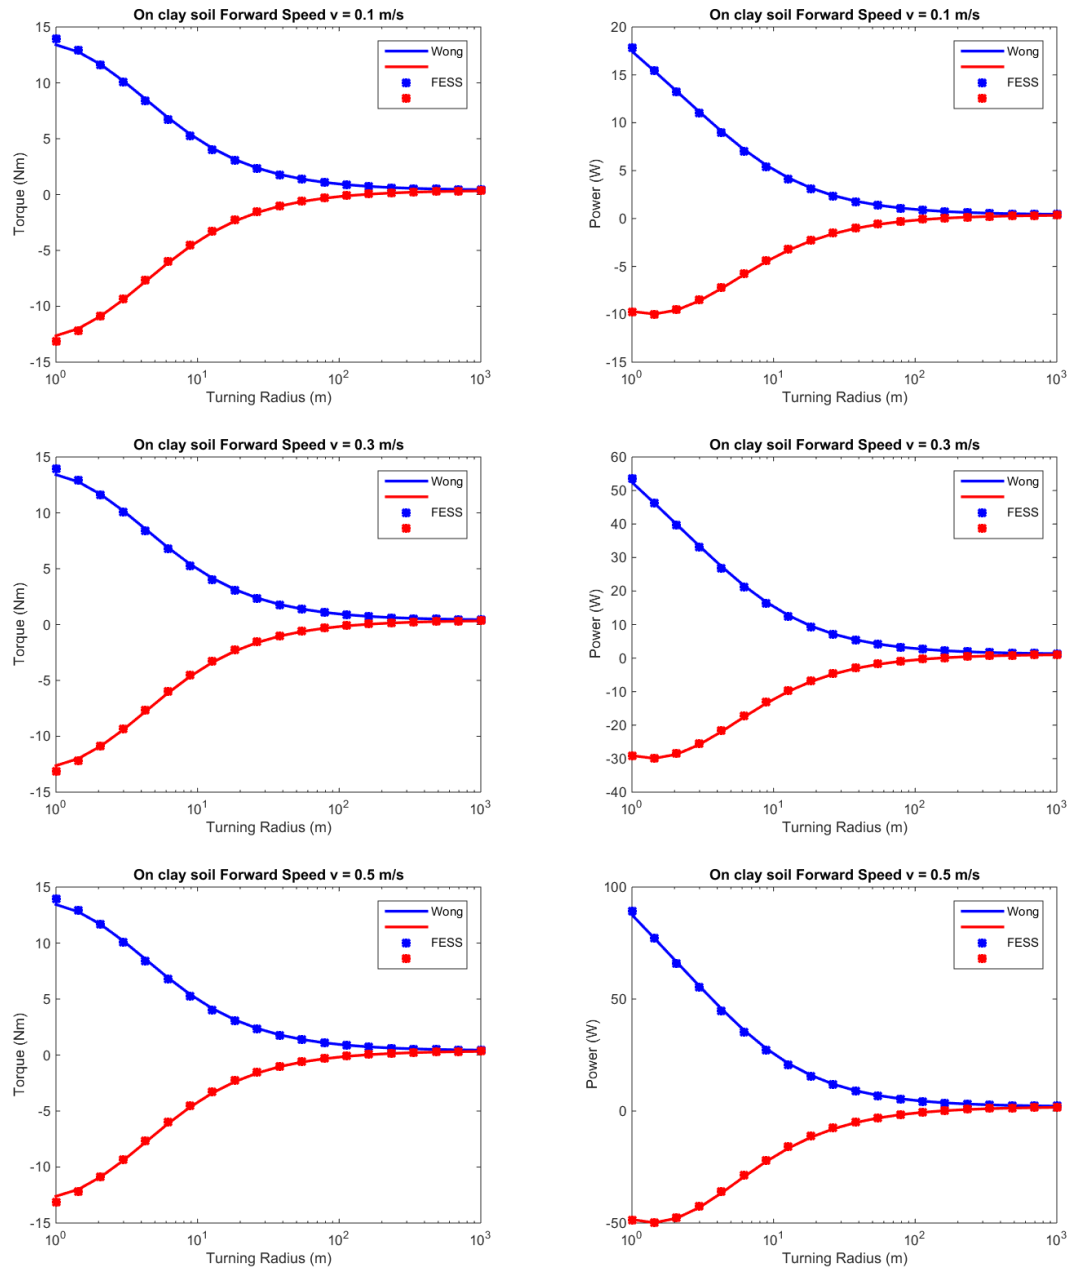 On clay soil Forward Speed v = 0.1 m/s
15
10
5
0
-5
-10
-15
Torque (Nm)
10^0 10^1 10^2 10^3
Turning Radius (m)
Wong
FESS
On clay soil Forward Speed v = 0.1 m/s
20
15
10
5
0
-5
-10
-15
Power (W)
10^0 10^1 10^2 10^3
Turning Radius (m)
Wong
FESS
On clay soil Forward Speed v = 0.3 m/s
15
10
5
0
-5
-10
-15
Torque (Nm)
10^0 10^1 10^2 10^3
Turning Radius (m)
Wong
FESS
On clay soil Forward Speed v = 0.3 m/s
60
50
40
30
20
10
0
-10
-20
-30
-40
Power (W)
10^0 10^1 10^2 10^3
Turning Radius (m)
Wong
FESS
On clay soil Forward Speed v = 0.5 m/s
15
10
5
0
-5
-10
-15
Torque (Nm)
10^0 10^1 10^2 10^3
Turning Radius (m)
Wong
FESS
On clay soil Forward Speed v = 0.5 m/s
100
50
0
-50
Power (W)
10^0 10^1 10^2 10^3
Turning Radius (m)
Wong
FESS